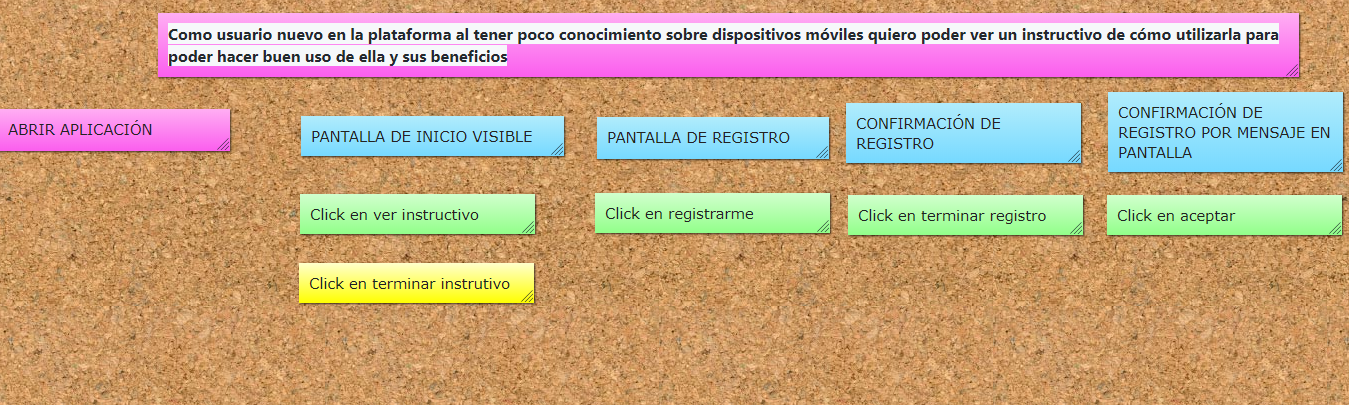 Como usuario nuevo en la plataforma al tener poco conocimiento sobre dispositivos móviles quiero poder ver un instructivo de cómo utilizarla para
poder hacer buen uso de ella y sus beneficios
ABRIR APLICACIÓN
PANTALLA DE INICIO VISIBLE
PANTALLA DE REGISTRO
CONFIRMACIÓN DE
REGISTRO
CONFIRMACIÓN DE
REGISTRO POR MENSAJE EN
PANTALLA
Click en ver instructivo
Click en registrarme
Click en terminar registro
Click en aceptar
Click en terminar instrutivo